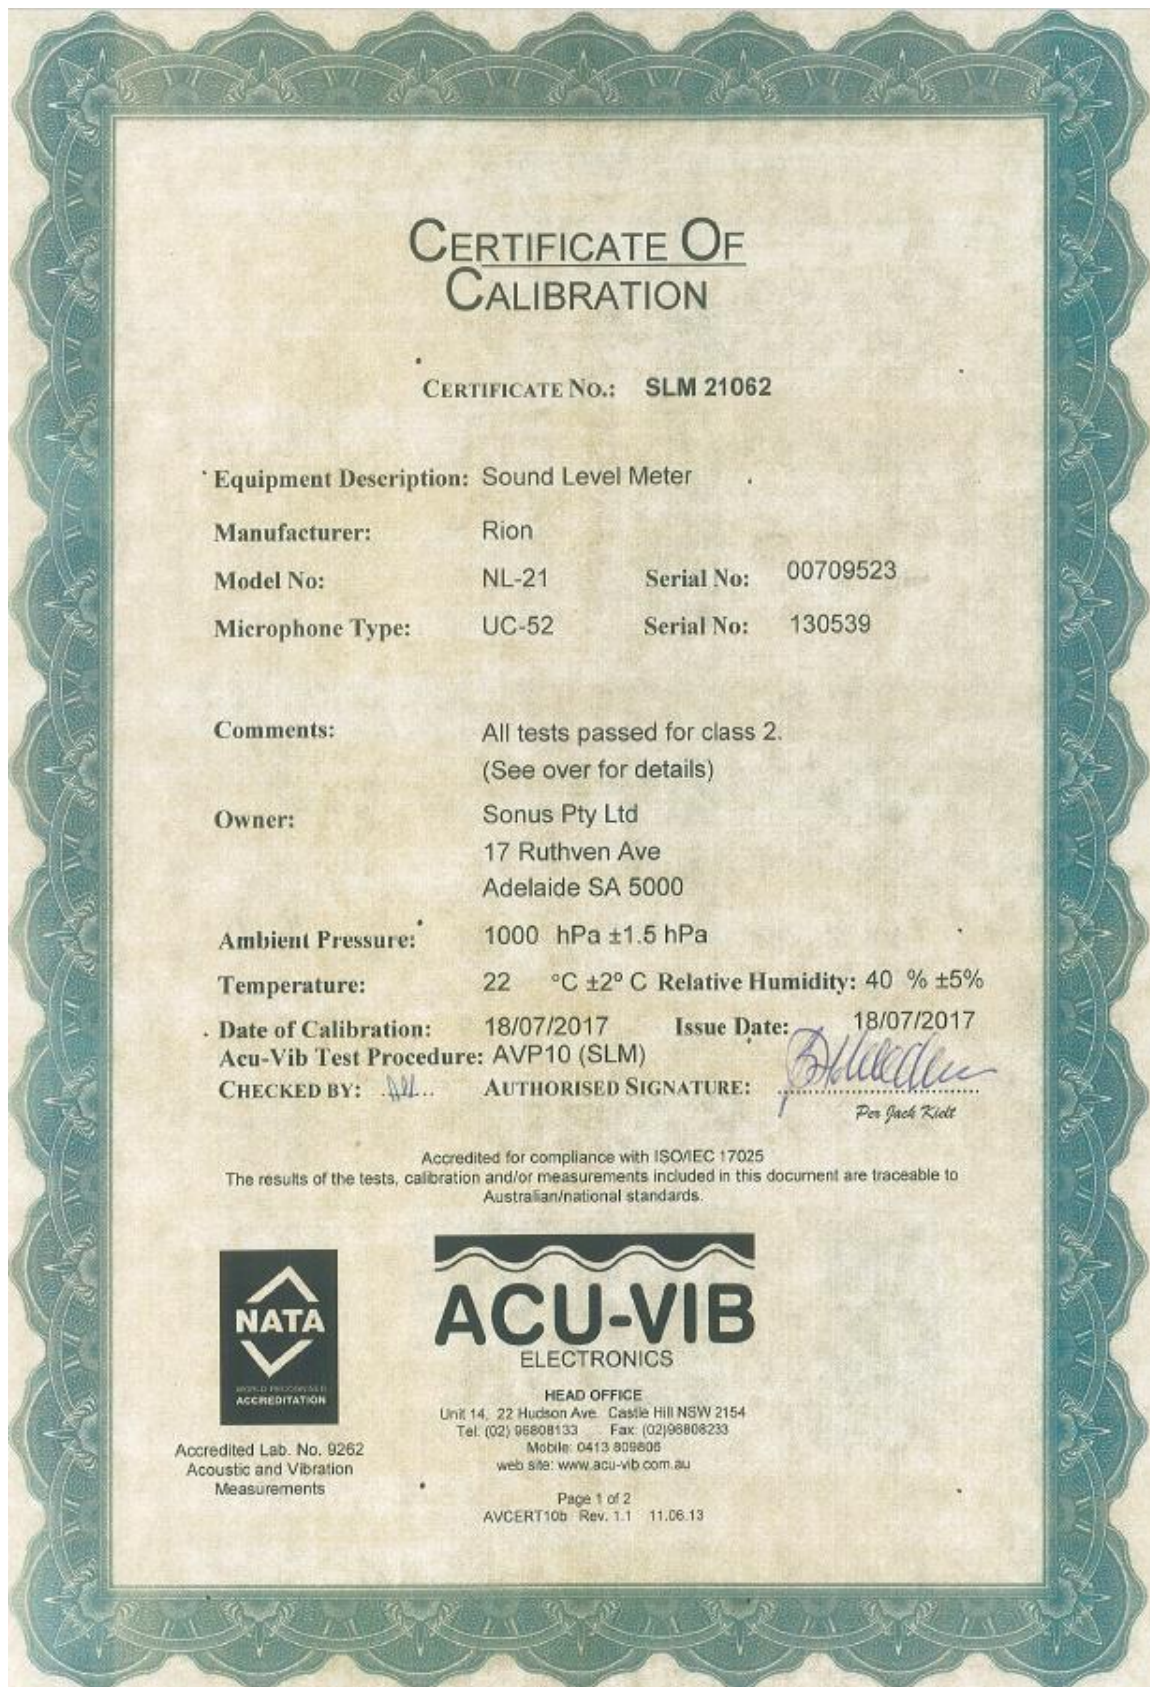 CERTIFICATE OF
CALIBRATION
CERTIFICATE NO.: SLM 21062
Equipment Description: Sound Level Meter
Manufacturer: Rion
Model No: NL-21 Serial No: 00709523
Microphone Type: UC-52 Serial No: 130539
Comments: All tests passed for class 2.
(See over for details)
Owner: Sonus Pty Ltd
17 Ruthven Ave
Adelaide SA 5000
Ambient Pressure: 1000 hPa ±1.5 hPa
Temperature: 22 °C ±2° C Relative Humidity: 40 % ±5%
Date of Calibration: 18/07/2017 Issue Date: 18/07/2017
Acu-Vib Test Procedure: AVP10 (SLM)
CHECKED BY: AUTHORISED SIGNATURE:
Per Jack Kielt
Accredited for compliance with ISO/IEC 17025
The results of the tests, calibration and/or measurements included in this document are traceable to
Australian/national standards.
NATA
WORLD RECOGNISED
ACCREDITATION
Accredited Lab. No. 9262
Acoustic and Vibration
Measurements
ACU-VIB
ELECTRONICS
HEAD OFFICE
Unit 14, 22 Hudson Ave. Castle Hill NSW 2154
Tel: (02) 96808133 Fax: (02)96808233
Mobile: 0413 809806
web site: www.acu-vib.com.au
Page 1 of 2
AVCERT10b Rev. 1.1 11.06.13